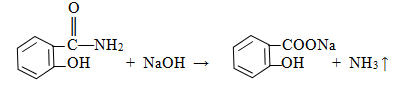 O
C—NH2
OH + NaOH →
COONa
OH + NH3↑